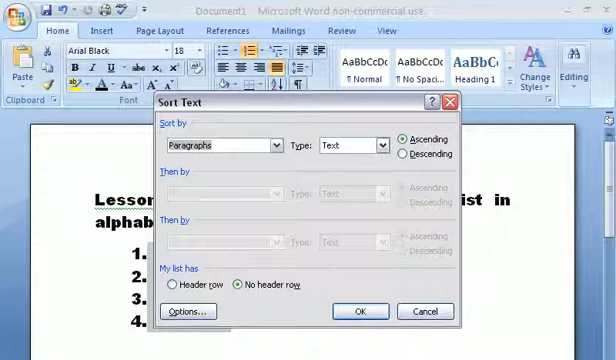 Document1 - Microsoft Word non-commercial use.
Home Insert Page Layout References Mailings Review View
Paste
Clipboard
Arial Black 18
B I U
Font
AaBbCcDc AaBbCcDc AaBbCc
¶ Normal ¶ No Spaci... Heading 1
Change Styles
Editing
Sort Text
Sort by
Paragraphs Type: Text Ascending
Descending
Then by
Type: Text Ascending
Descending
Then by
Type: Text Ascending
Descending
My list has
Header row No header row
Options... OK Cancel
Lesson
ist in
alphab
1.
2.
3.
4.